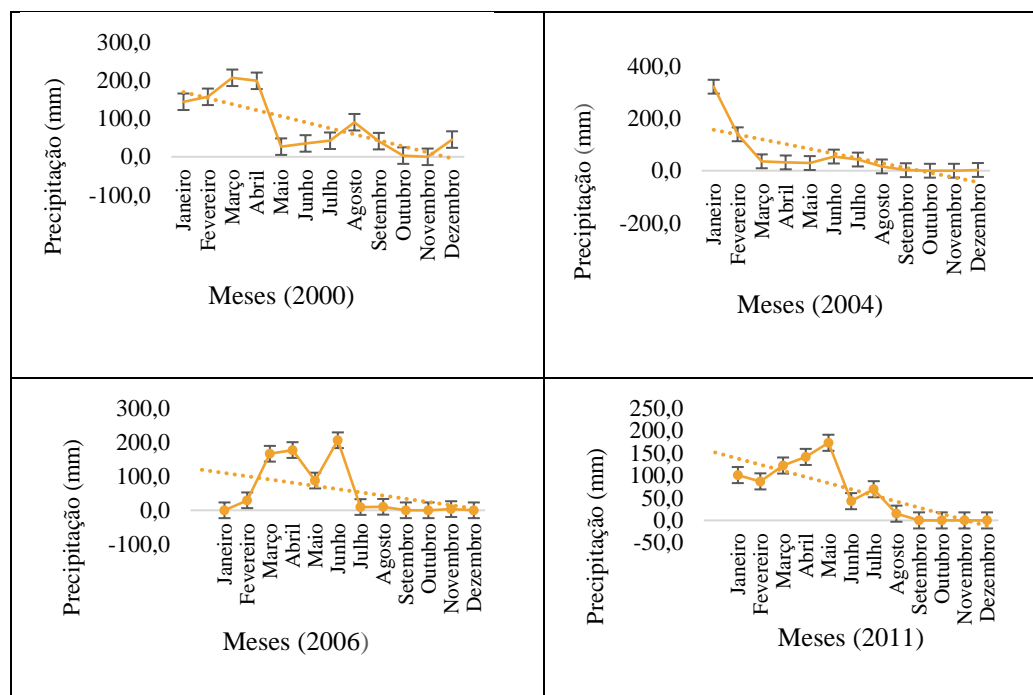 300,0
200,0
100,0
0,0
-100,0
Precipitação (mm)
Janeiro
Fevereiro
Março
Abril
Maio
Junho
Julho
Agosto
Setembro
Outubro
Novembro
Dezembro
Meses (2000)
400,0
200,0
0,0
-200,0
Precipitação (mm)
Janeiro
Fevereiro
Março
Abril
Maio
Junho
Julho
Agosto
Setembro
Outubro
Novembro
Dezembro
Meses (2004)
300,0
200,0
100,0
0,0
-100,0
Precipitação (mm)
Janeiro
Fevereiro
Março
Abril
Maio
Junho
Julho
Agosto
Setembro
Outubro
Novembro
Dezembro
Meses (2006)
250,0
200,0
150,0
100,0
50,0
0,0
-50,0
Precipitação (mm)
Janeiro
Fevereiro
Março
Abril
Maio
Junho
Julho
Agosto
Setembro
Outubro
Novembro
Dezembro
Meses (2011)